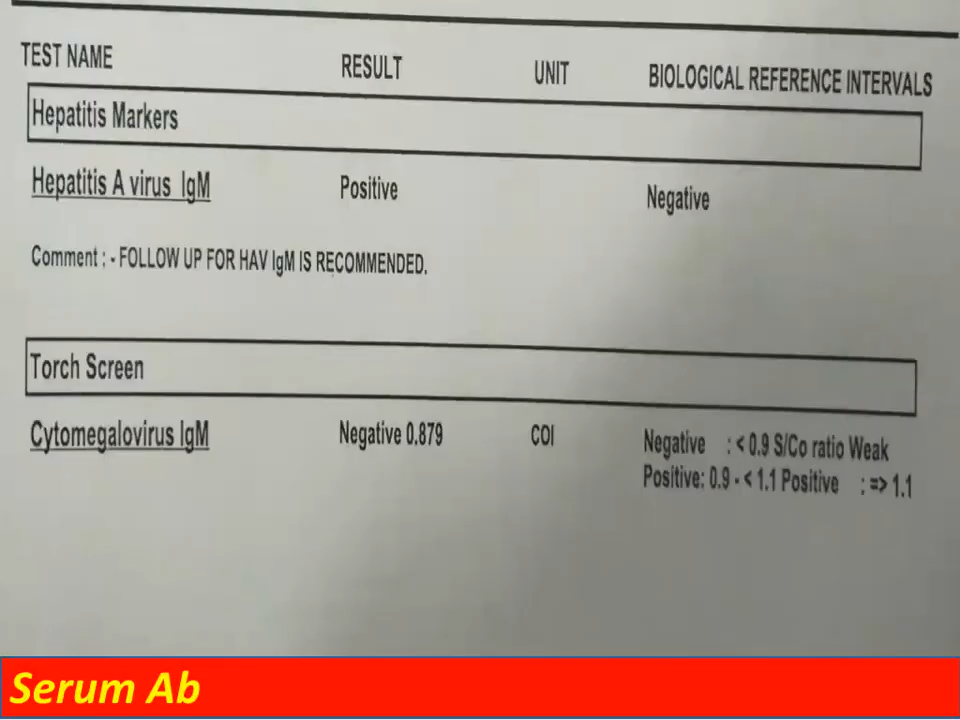 TEST NAME RESULT UNIT BIOLOGICAL REFERENCE INTERVALS
Hepatitis Markers
Hepatitis A virus IgM Positive Negative
Comment : - FOLLOW UP FOR HAV IgM IS RECOMMENDED.
Torch Screen
Cytomegalovirus IgM Negative 0.879 COI Negative : < 0.9 S/Co ratio Weak
Positive: 0.9 - < 1.1 Positive : => 1.1
Serum Ab